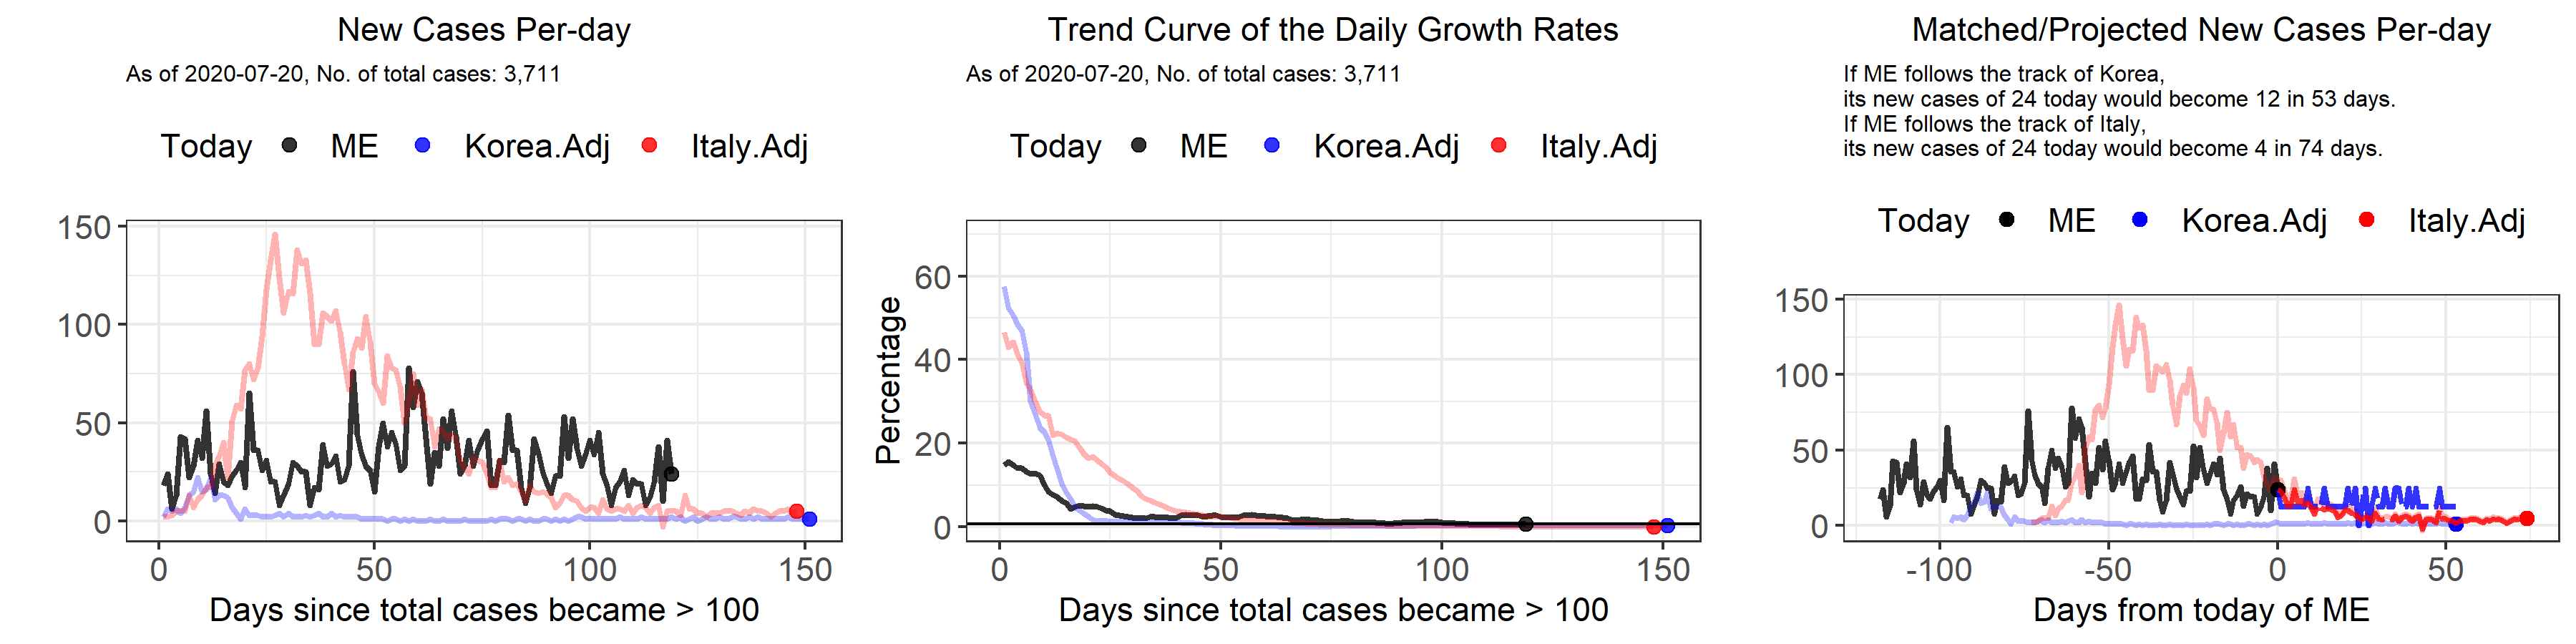 New Cases Per-day
As of 2020-07-20, No. of total cases: 3,711
Today ME Korea.Adj Italy.Adj
150
100
50
0
0 50 100 150
Days since total cases became > 100
Trend Curve of the Daily Growth Rates
As of 2020-07-20, No. of total cases: 3,711
Today ME Korea.Adj Italy.Adj
Percentage
60
40
20
0
0 50 100 150
Days since total cases became > 100
Matched/Projected New Cases Per-day
If ME follows the track of Korea,
its new cases of 24 today would become 12 in 53 days.
If ME follows the track of Italy,
its new cases of 24 today would become 4 in 74 days.
Today ME Korea.Adj Italy.Adj
150
100
50
0
-100 -50 0 50
Days from today of ME